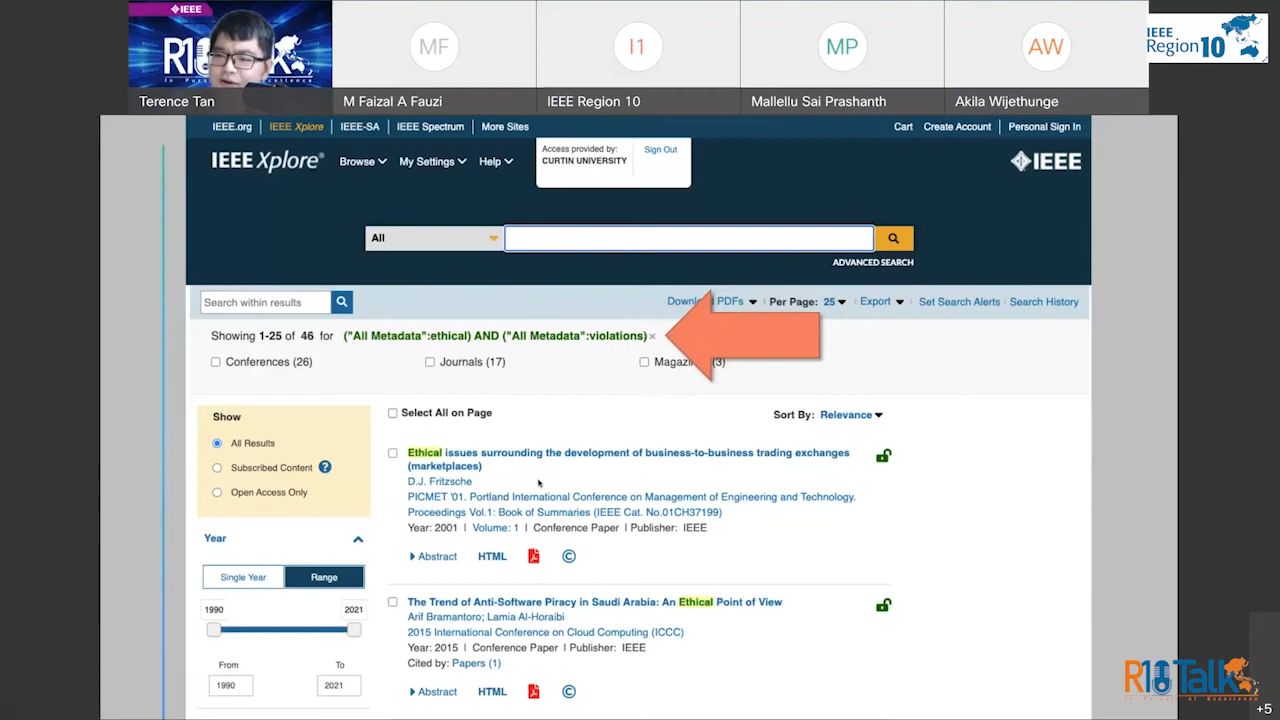 IEEE
R10
In Pursuit of Excellence
MF
I1
MP
AW
IEEE
Region 10
Terence Tan
M Faizal A Fauzi
IEEE Region 10
Mallellu Sai Prashanth
Akila Wijethunge
IEEE.org | IEEE Xplore | IEEE-SA | IEEE Spectrum | More Sites
Cart | Create Account | Personal Sign In
IEEE Xplore®
Browse
My Settings
Help
Access provided by:
CURTIN UNIVERSITY
Sign Out
IEEE
All
ADVANCED SEARCH
Search within results
PDFs | Per Page: 25 | Export | Set Search Alerts | Search History
Showing 1-25 of 46 for ("All Metadata":ethical) AND ("All Metadata":violations) ×
Conferences (26)
Journals (17)
(3)
Show
All Results
Subscribed Content ?
Open Access Only
Year
Single Year
Range
1990
2021
From
To
1990
2021
Select All on Page
Sort By: Relevance
Ethical issues surrounding the development of business-to-business trading exchanges
(marketplaces)
D.J. Fritzsche
PICMET '01. Portland International Conference on Management of Engineering and Technology.
Proceedings Vol.1: Book of Summaries (IEEE Cat. No.01CH37199)
Year: 2001 | Volume: 1 | Conference Paper | Publisher: IEEE
Abstract
HTML
©
The Trend of Anti-Software Piracy in Saudi Arabia: An Ethical Point of View
Arif Bramantoro; Lamia Al-Horaibi
2015 International Conference on Cloud Computing (ICCC)
Year: 2015 | Conference Paper | Publisher: IEEE
Cited by: Papers (1)
Abstract
HTML
©
R10Talk
In Pursuit of Excellence
+5